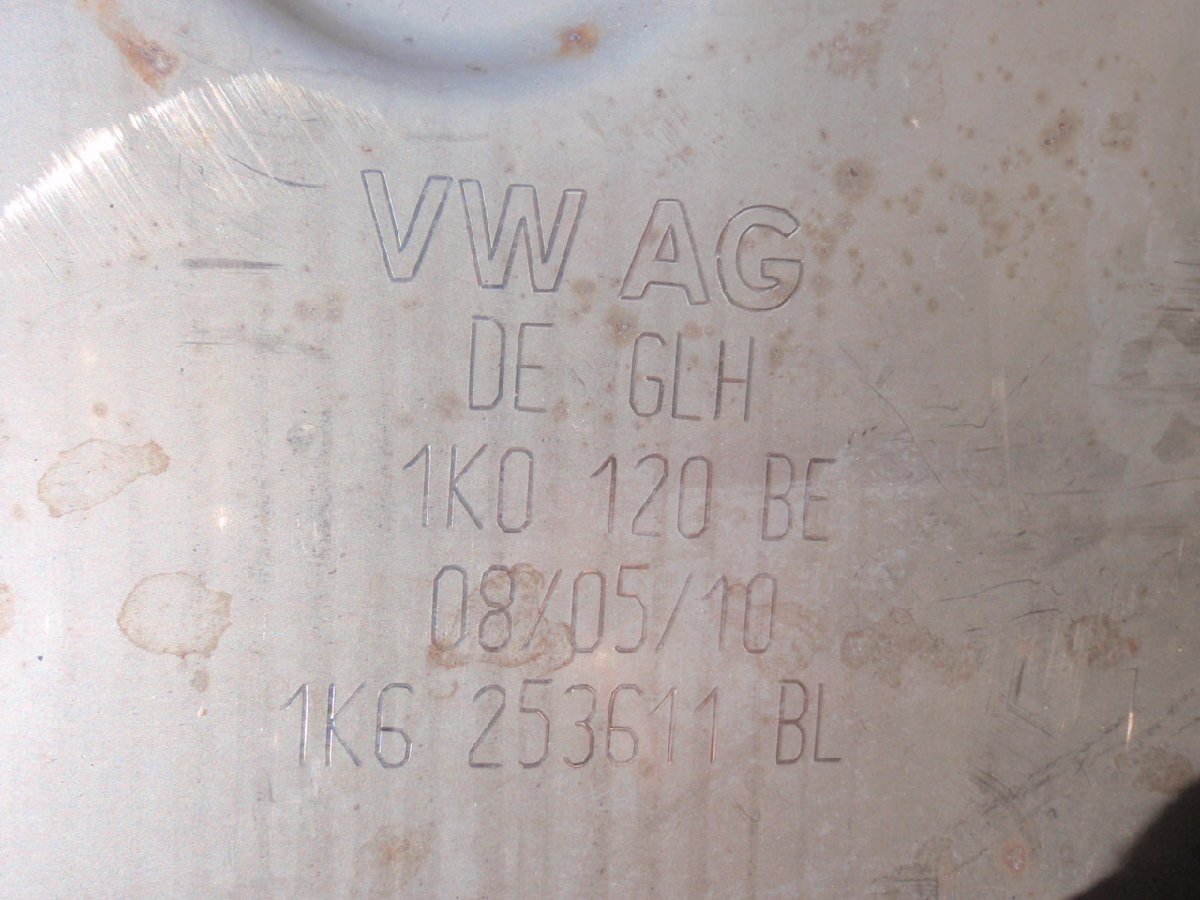 VW AG
DE GLH
1K0 120 BE
08/05/10
1K6 253611 BL